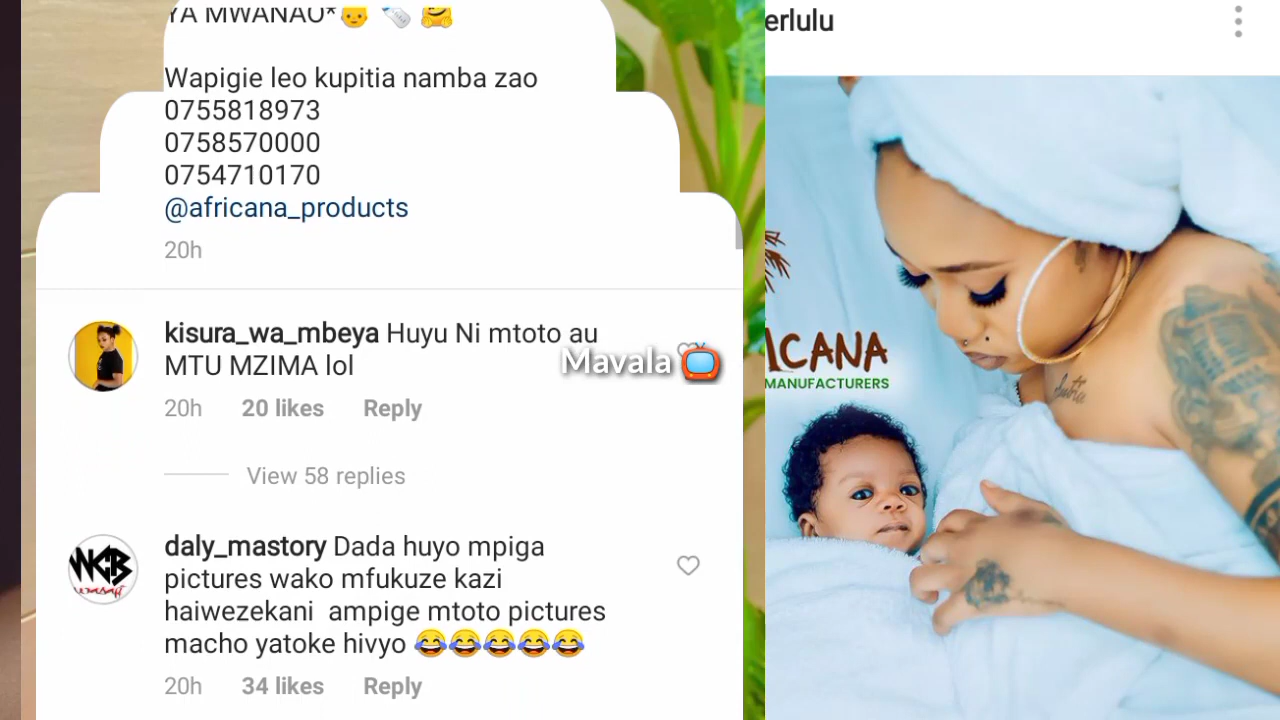 YA MWANAO*👶 🍼 🤗
Wapigie leo kupitia namba zao
0755818973
0758570000
0754710170
@africana_products
20h
kisura_wa_mbeya Huyu Ni mtoto au
MTU MZIMA lol
20h 20 likes Reply
View 58 replies
daly_mastory Dada huyo mpiga
pictures wako mfukuze kazi
haiwezekani ampige mtoto pictures
macho yatoke hivyo 😂😂😂😂😂
20h 34 likes Reply
Mavala 📺
WCB
erlulu
ICANA
MANUFACTURERS